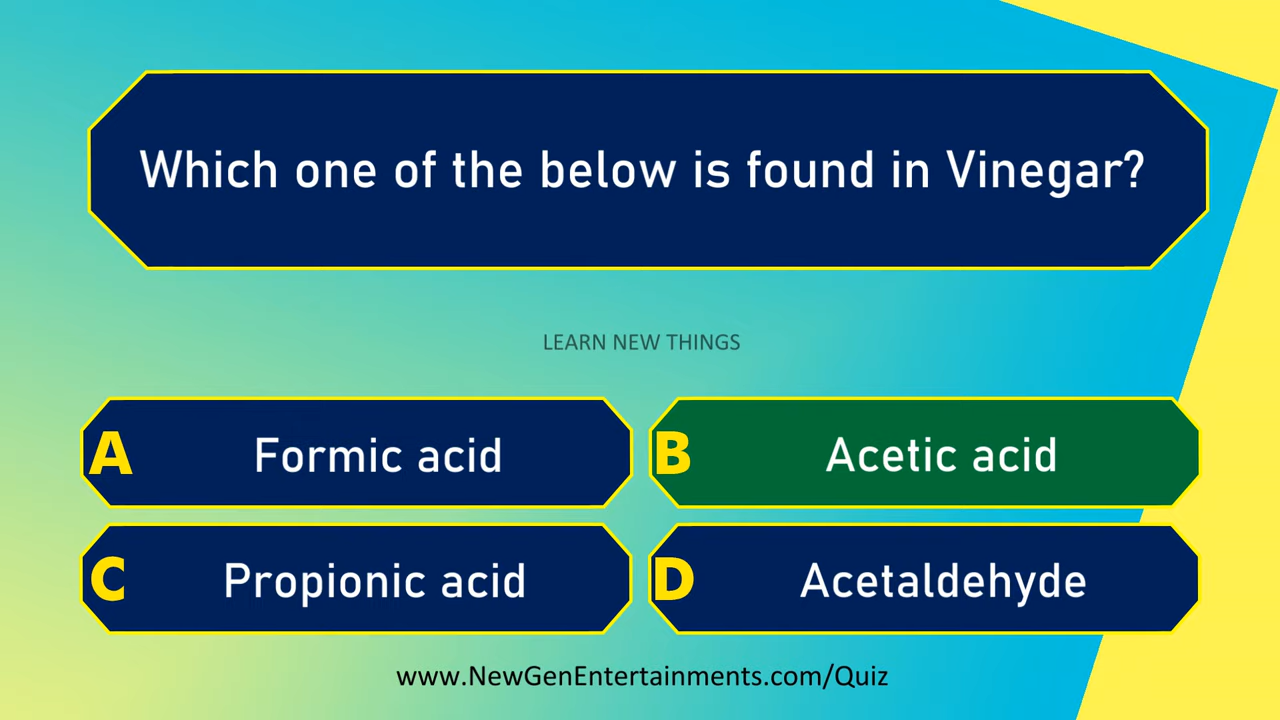 Which one of the below is found in Vinegar?
LEARN NEW THINGS
A Formic acid
B Acetic acid
C Propionic acid
D Acetaldehyde
www.NewGenEntertainments.com/Quiz